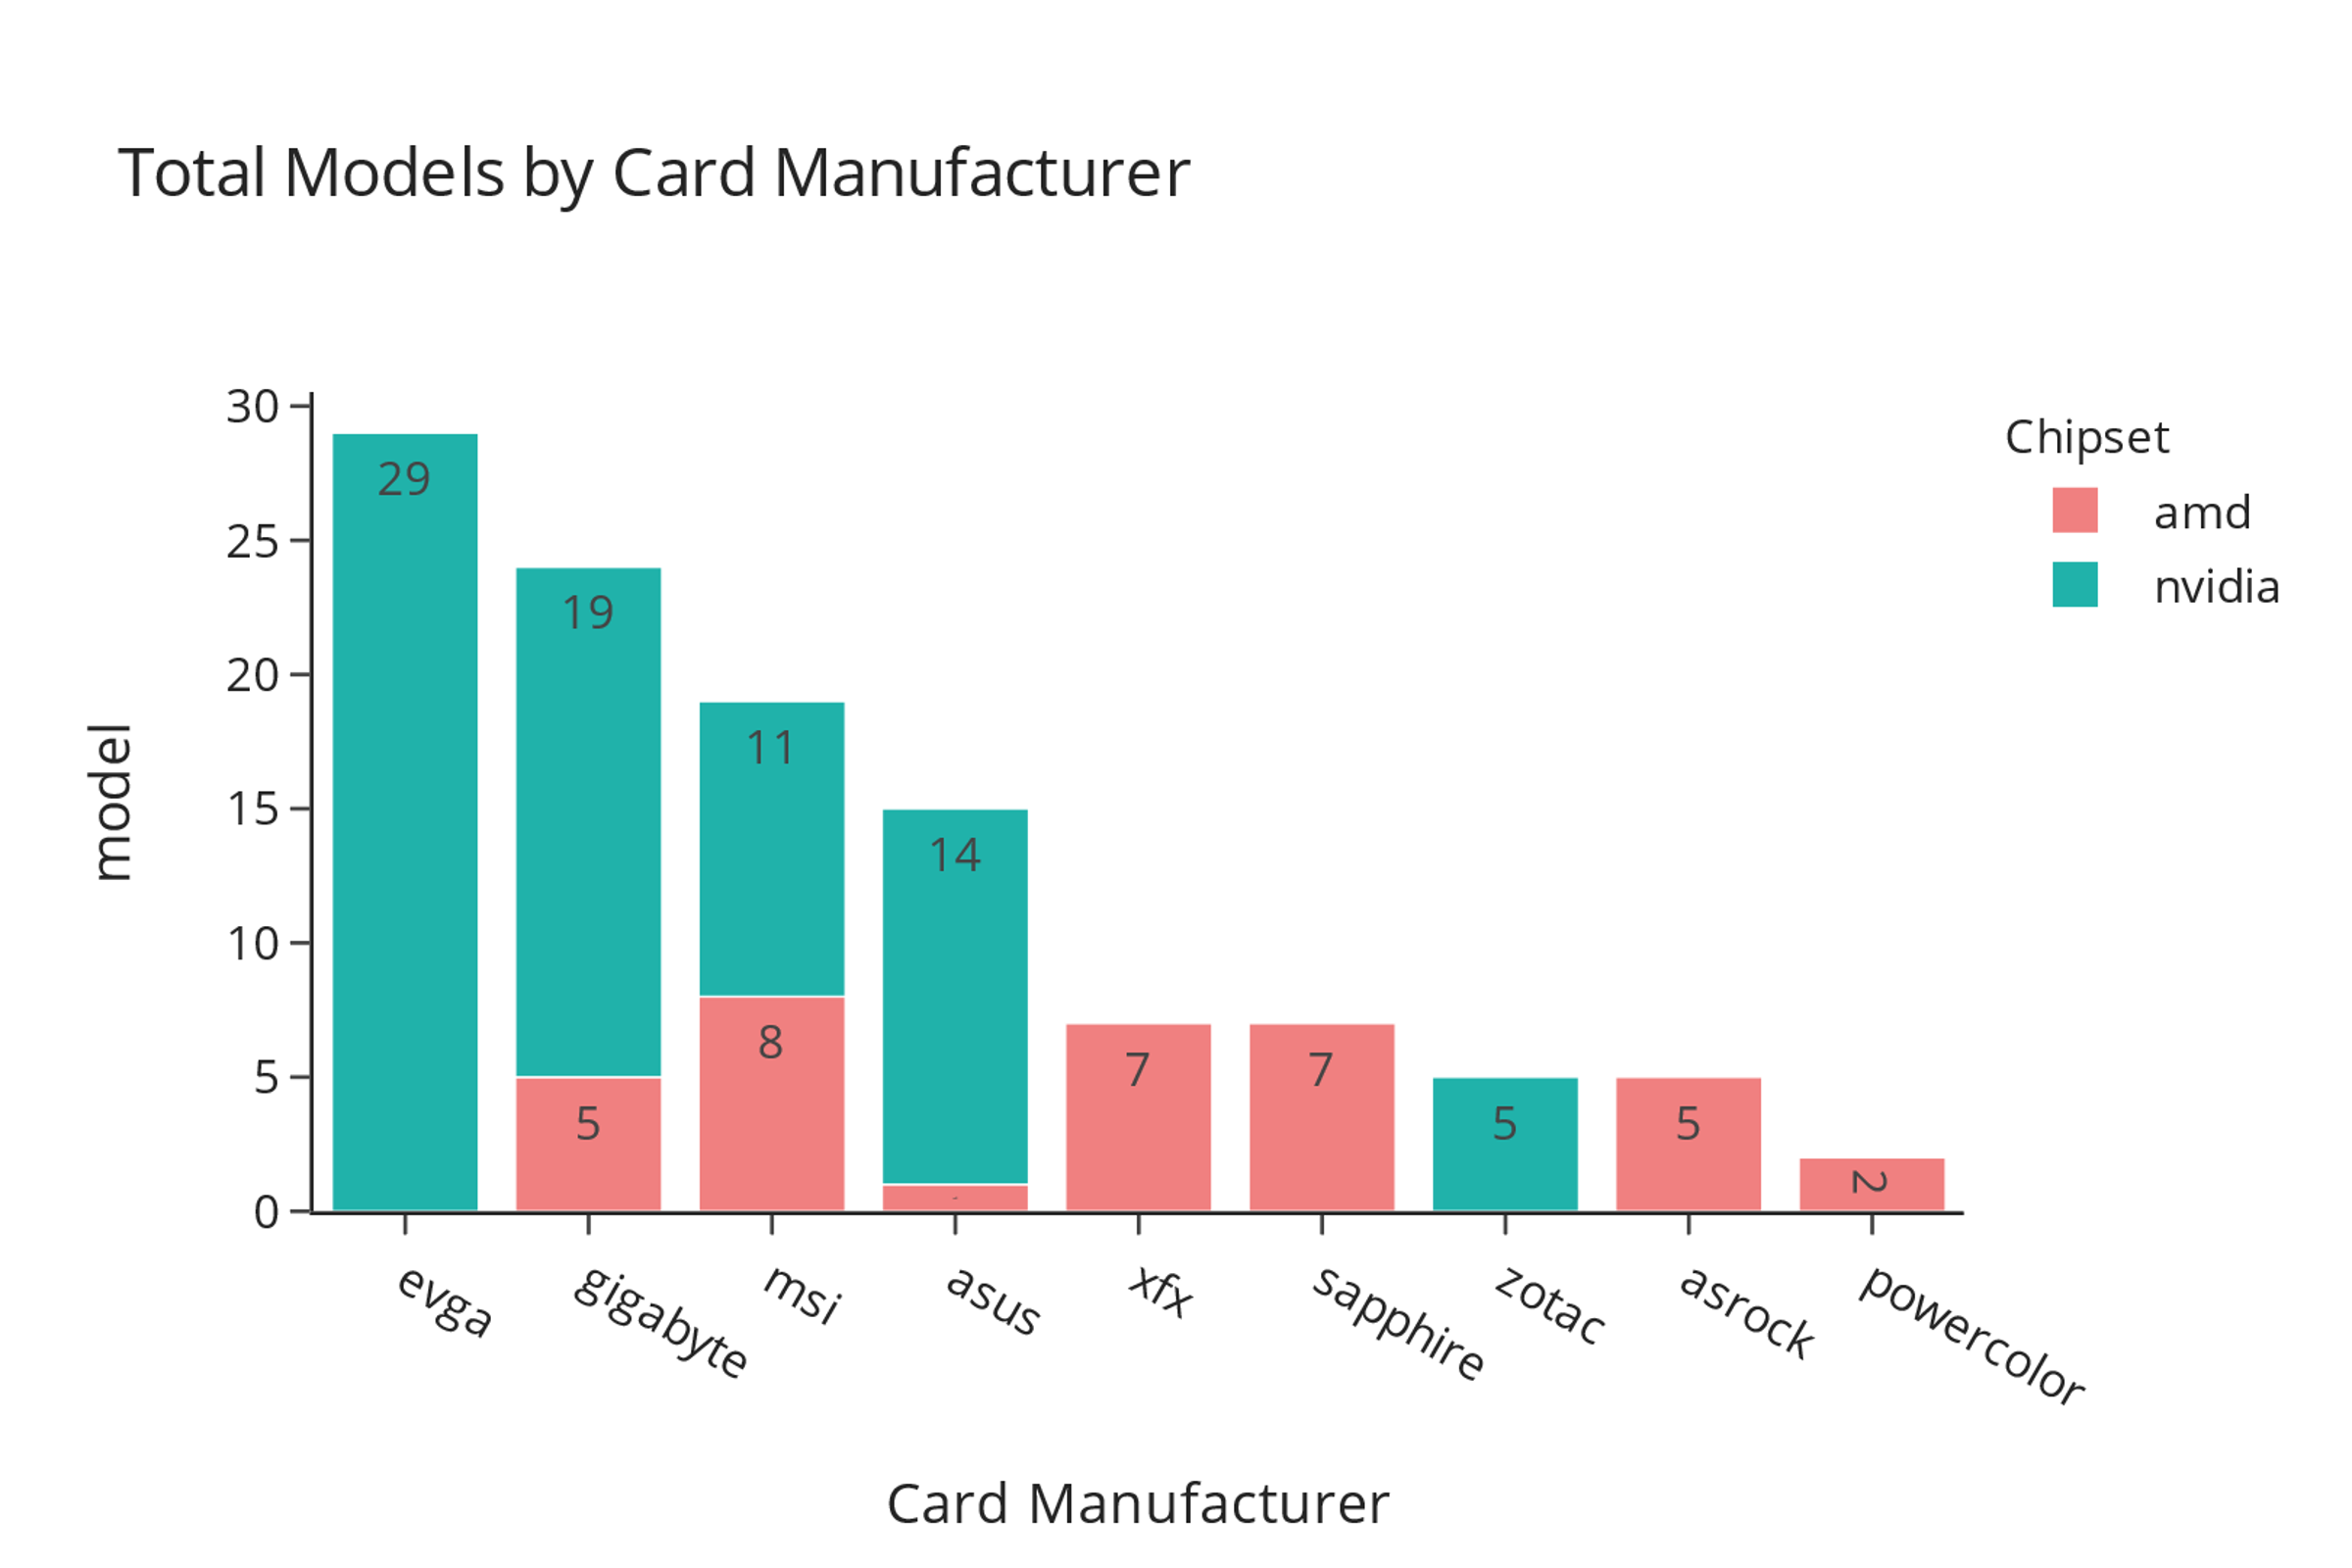 Total Models by Card Manufacturer
30
25
20
15
10
5
0
model
29
19
5
11
8
14
7
7
5
5
2
evga
gigabyte
msi
asus
xfx
sapphire
zotac
asrock
powercolor
Card Manufacturer
Chipset
amd
nvidia